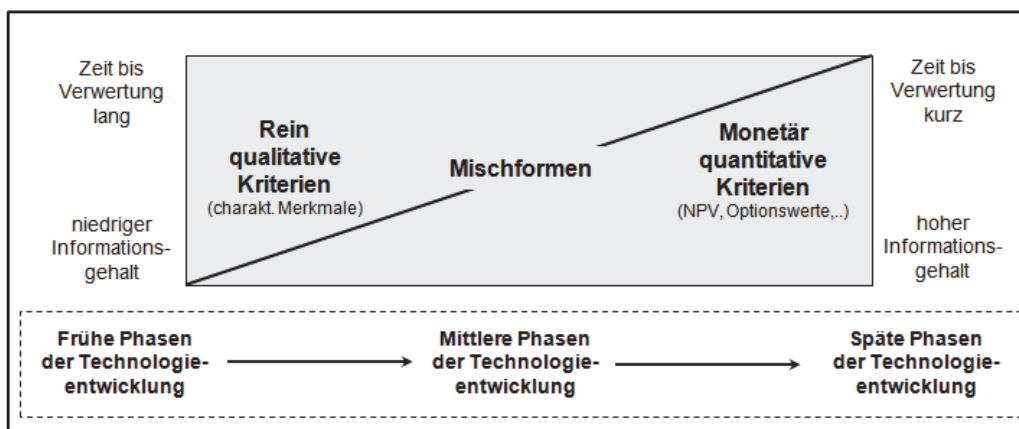 Zeit bis
Verwertung
lang
niedriger
Informations-
gehalt
Rein
qualitative
Kriterien
(charakt. Merkmale)
Mischformen
Monetär
quantitative
Kriterien
(NPV, Optionswerte,..)
Zeit bis
Verwertung
kurz
hoher
Informations-
gehalt
Frühe Phasen
der Technologie-
entwicklung
Mittlere Phasen
der Technologie-
entwicklung
Späte Phasen
der Technologie-
entwicklung